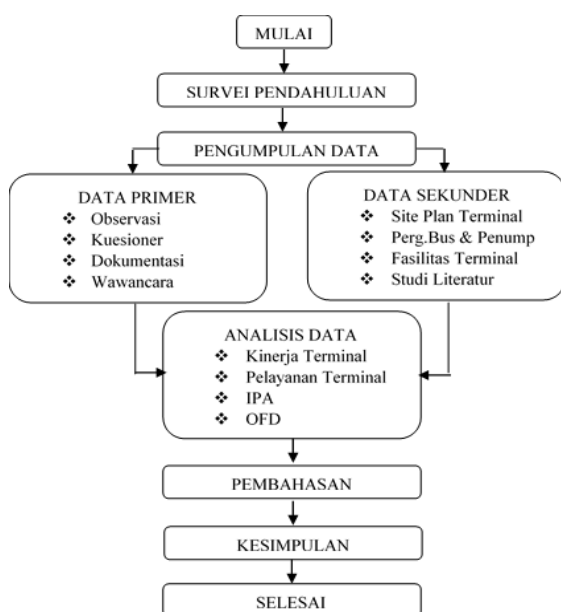 MULAI
SURVEI PENDAHULUAN
PENGUMPULAN DATA
DATA PRIMER
❖ Observasi
❖ Kuesioner
❖ Dokumentasi
❖ Wawancara
DATA SEKUNDER
❖ Site Plan Terminal
❖ Perg.Bus & Penump
❖ Fasilitas Terminal
❖ Studi Literatur
ANALISIS DATA
❖ Kinerja Terminal
❖ Pelayanan Terminal
❖ IPA
❖ OFD
PEMBAHASAN
KESIMPULAN
SELESAI